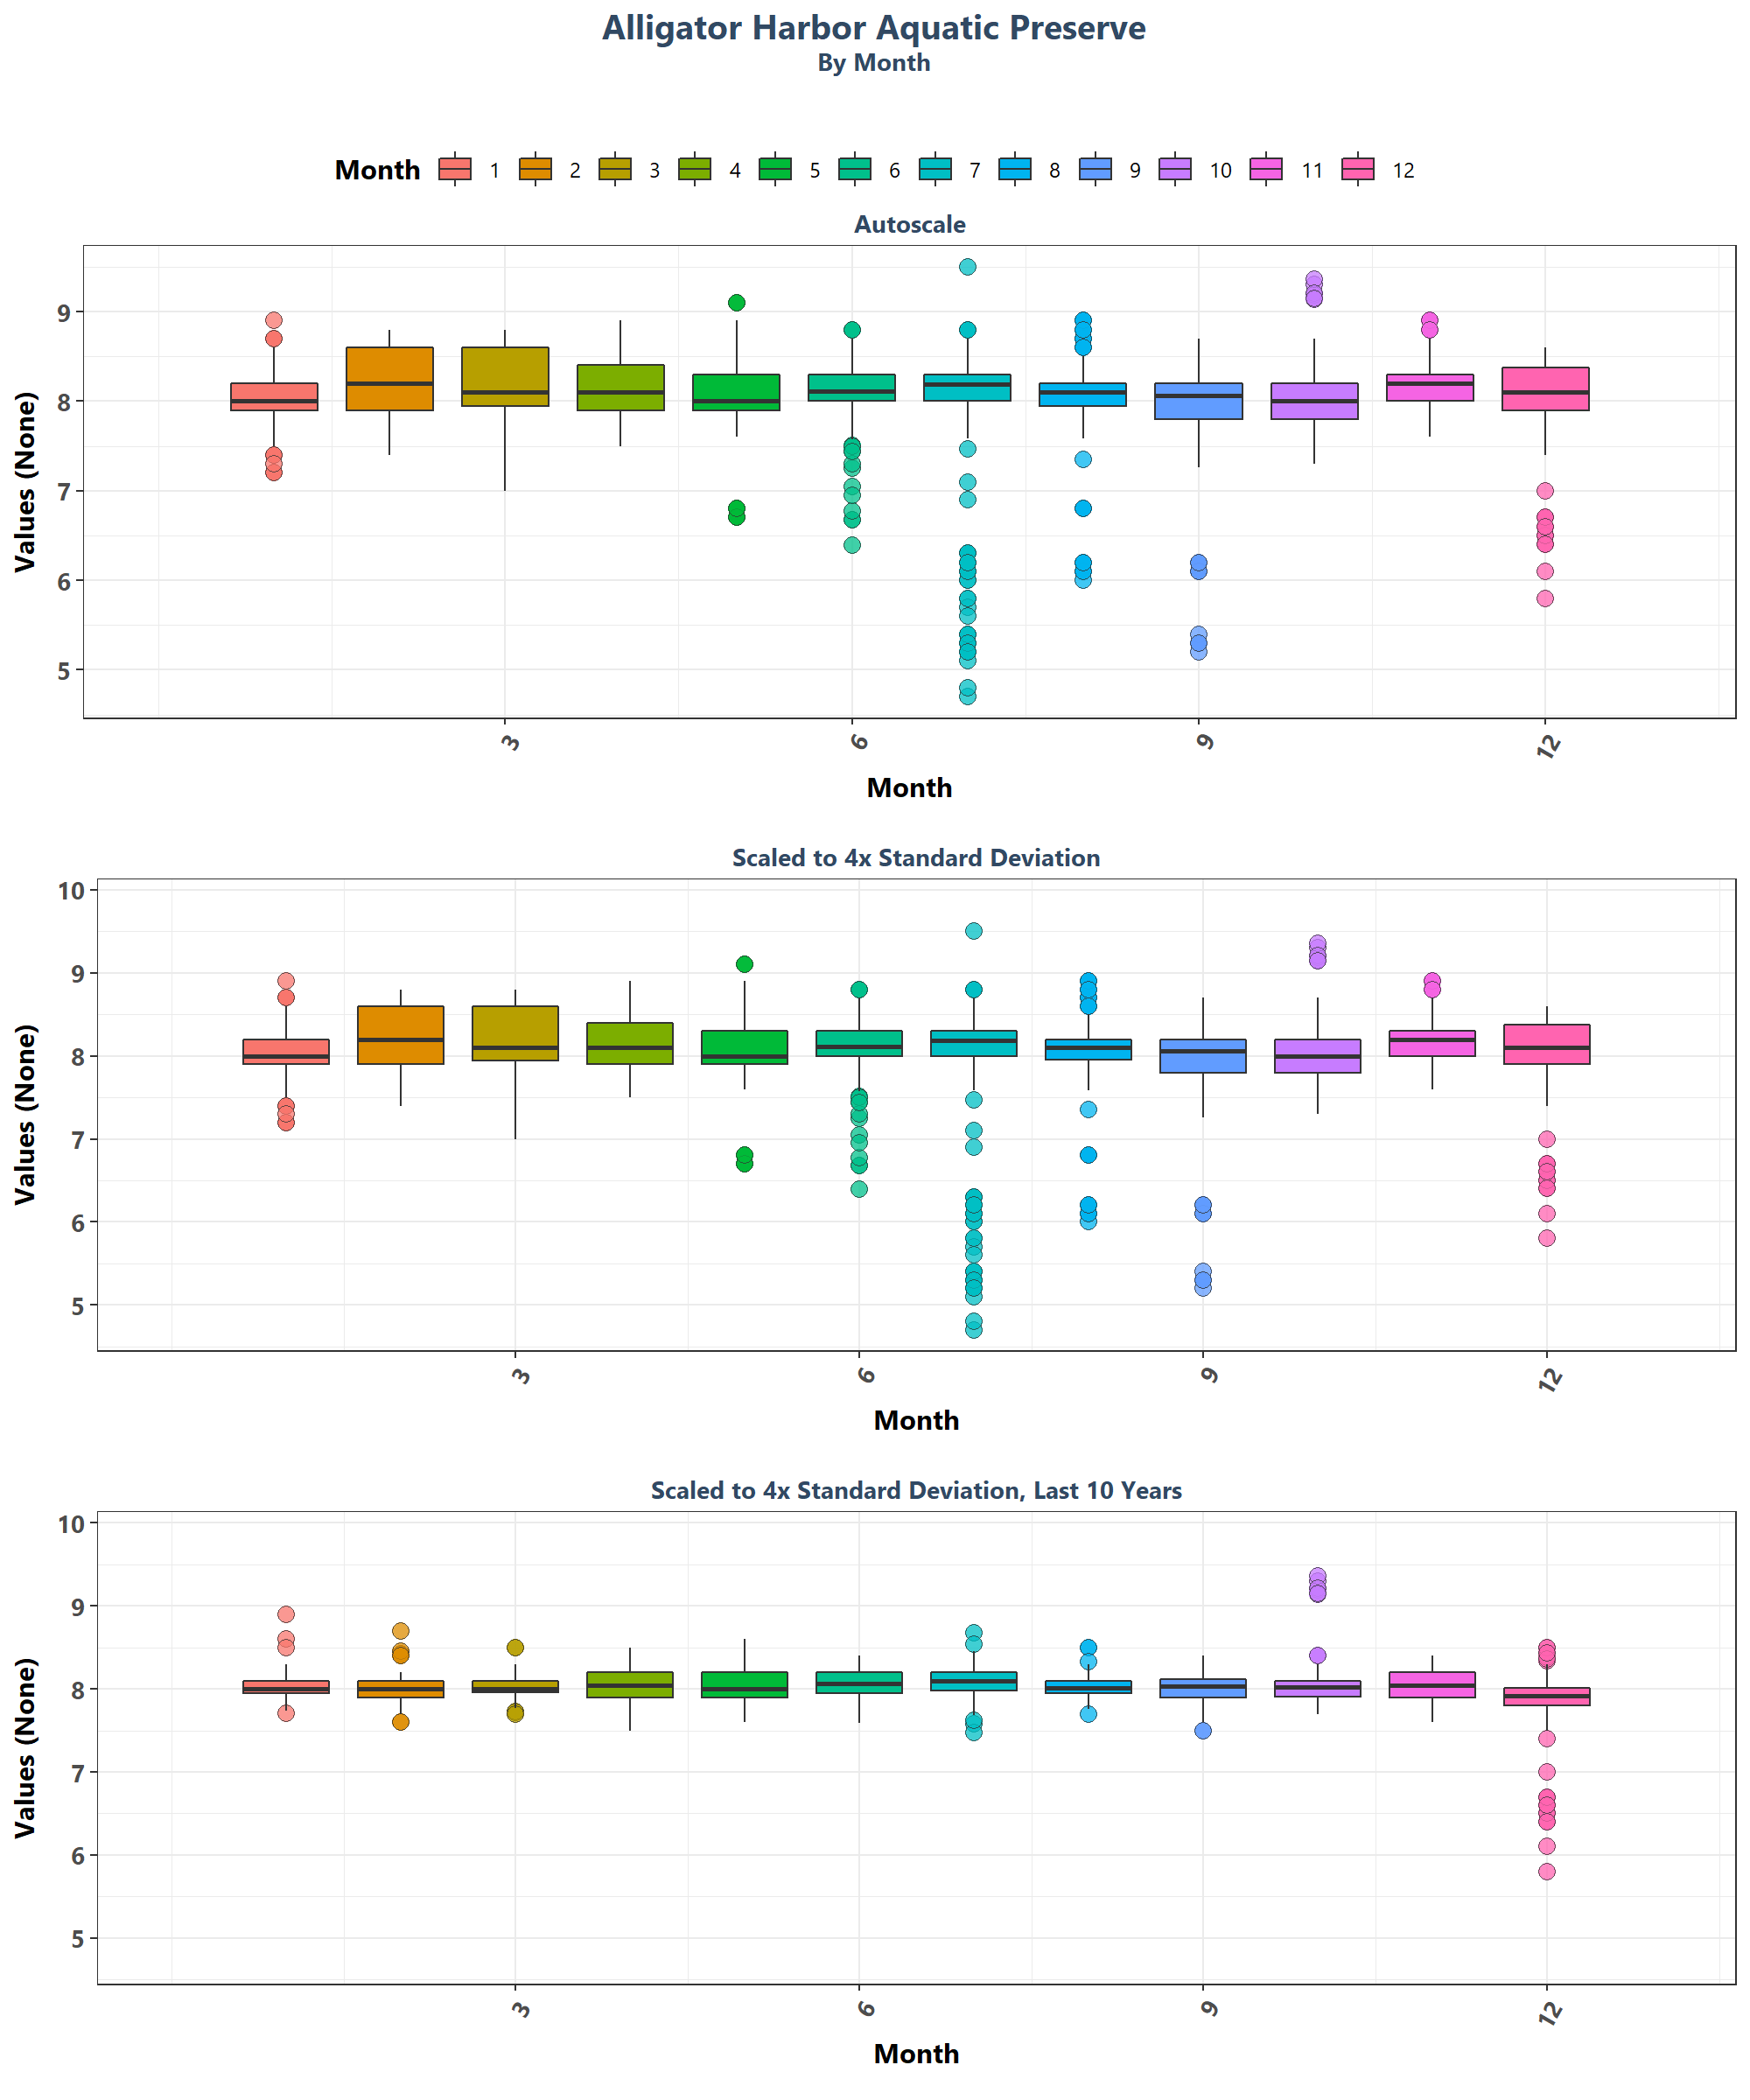 Alligator Harbor Aquatic Preserve
By Month
Month 1 2 3 4 5 6 7 8 9 10 11 12
Autoscale
Values (None)
9
8
7
6
5
3 6 9 12
Month
Scaled to 4x Standard Deviation
Values (None)
10
9
8
7
6
5
3 6 9 12
Month
Scaled to 4x Standard Deviation, Last 10 Years
Values (None)
10
9
8
7
6
5
3 6 9 12
Month